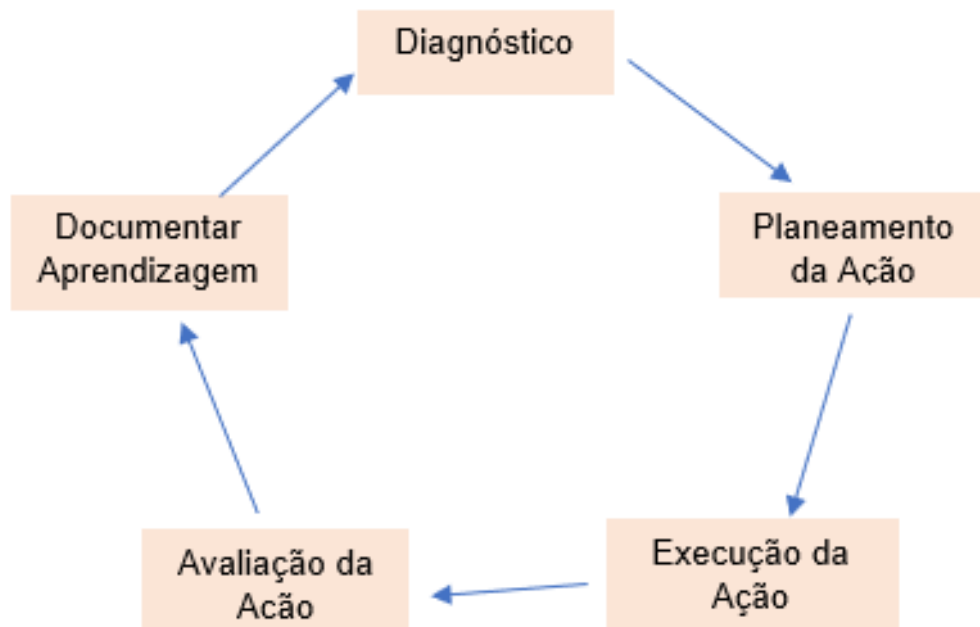 Diagnóstico
Planeamento
da Ação
Execução da
Ação
Avaliação da
Acão
Documentar
Aprendizagem